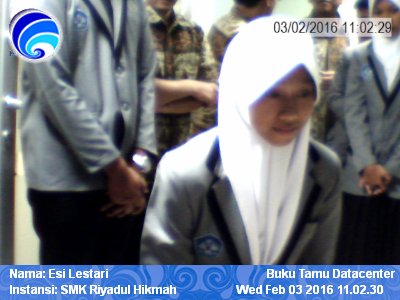 03/02/2016 11:02:29
Nama: Esi Lestari
Buku Tamu Datacenter
Instansi: SMK Riyadul Hikmah
Wed Feb 03 2016 11.02.30